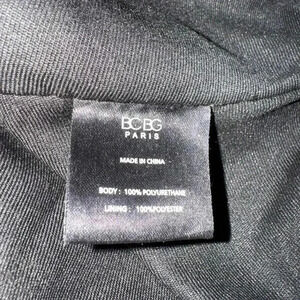 BCBG
PARIS
MADE IN CHINA
BODY : 100% POLYURETHANE
LINING : 100%POLYESTER